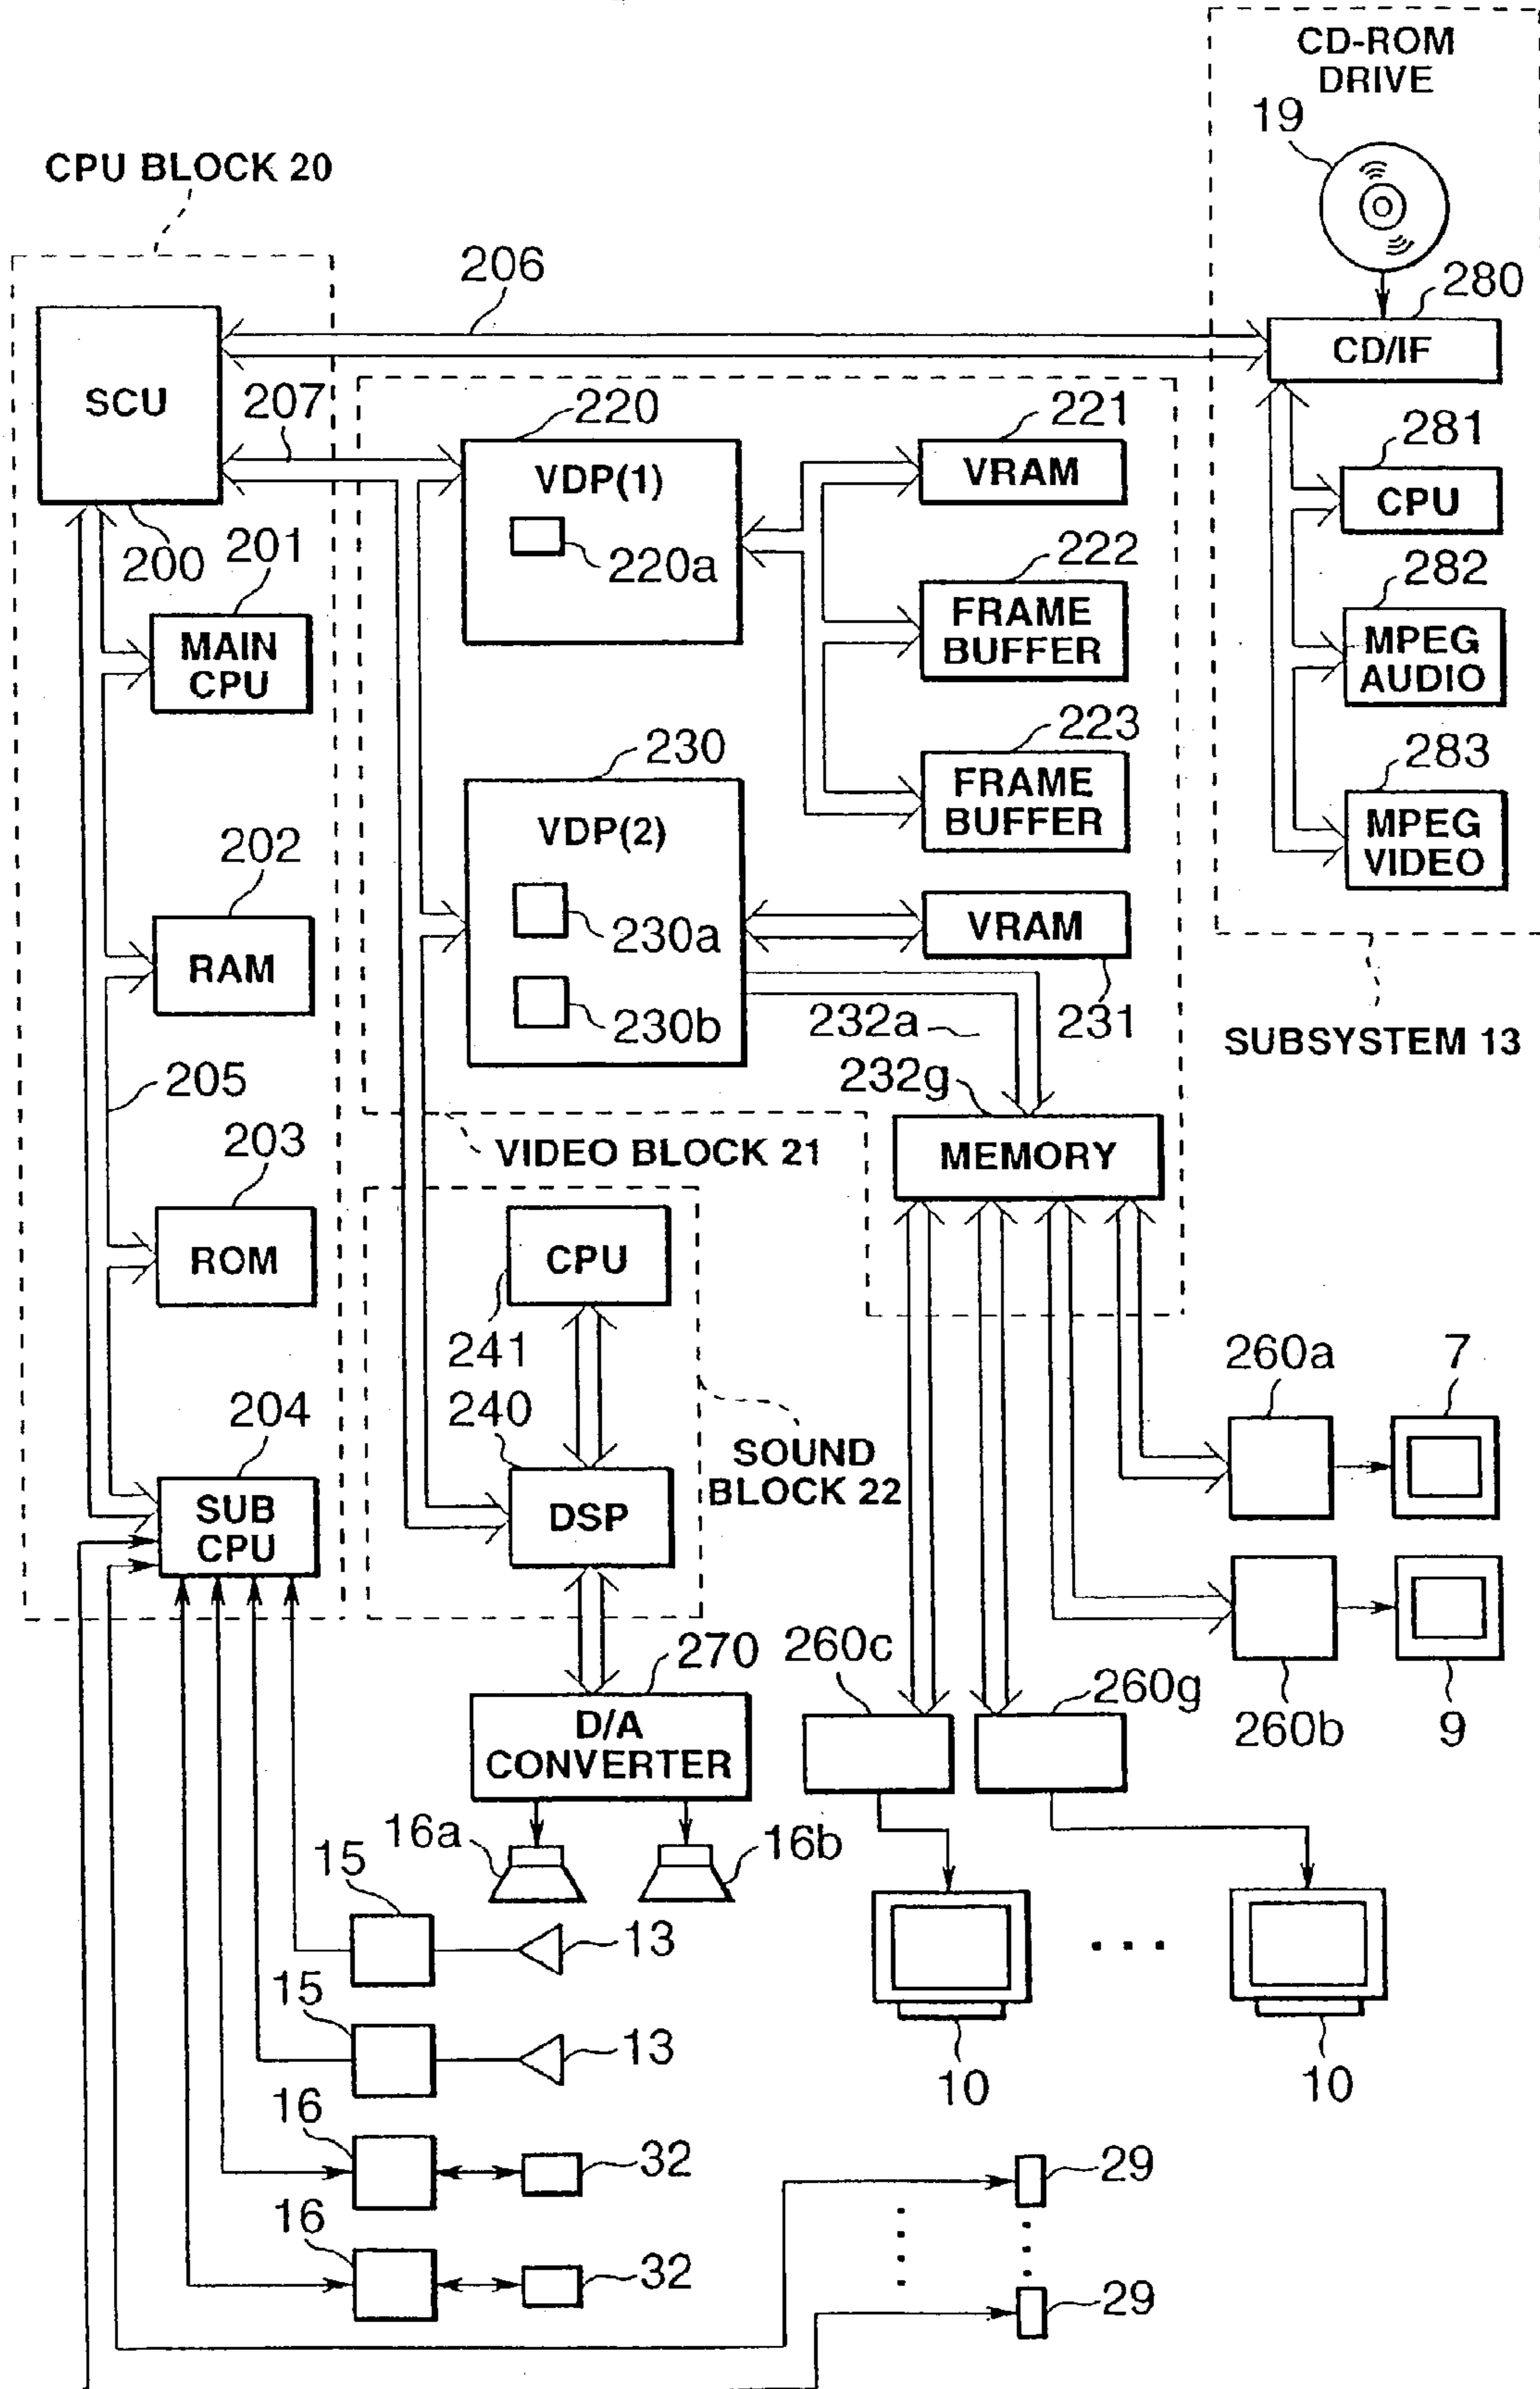 CD-ROM
DRIVE
19
CPU BLOCK 20
206
280
CD/IF
SCU
207
220
221
281
VDP(1)
VRAM
CPU
200
201
220a
222
282
MAIN
CPU
FRAME
BUFFER
MPEG
AUDIO
230
223
283
VDP(2)
FRAME
BUFFER
MPEG
VIDEO
202
230a
VRAM
RAM
230b
232a
231
SUBSYSTEM 13
205
232g
203
VIDEO BLOCK 21
MEMORY
ROM
CPU
241
260a
7
204
240
SOUND
BLOCK 22
SUB
CPU
DSP
270
260c
260g
260b
9
D/A
CONVERTER
16a
16b
15
13
15
13
10
10
16
32
29
16
32
29